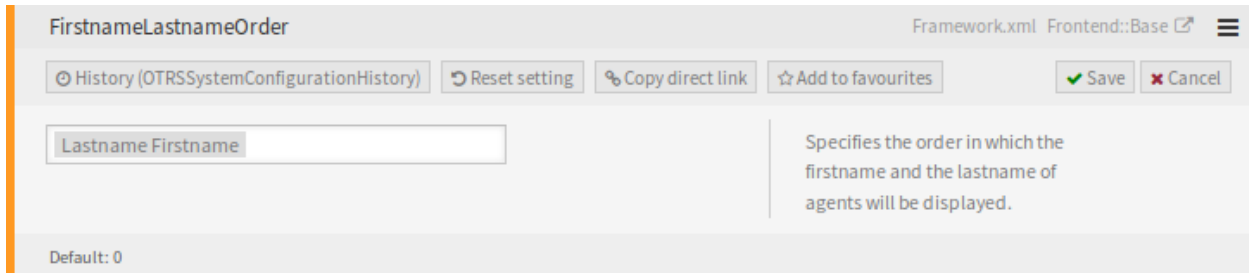 FirstnameLastnameOrder Framework.xml Frontend::Base
History (OTRSSystemConfigurationHistory) Reset setting Copy direct link Add to favourites Save Cancel
Lastname Firstname
Specifies the order in which the
firstname and the lastname of
agents will be displayed.
Default: 0